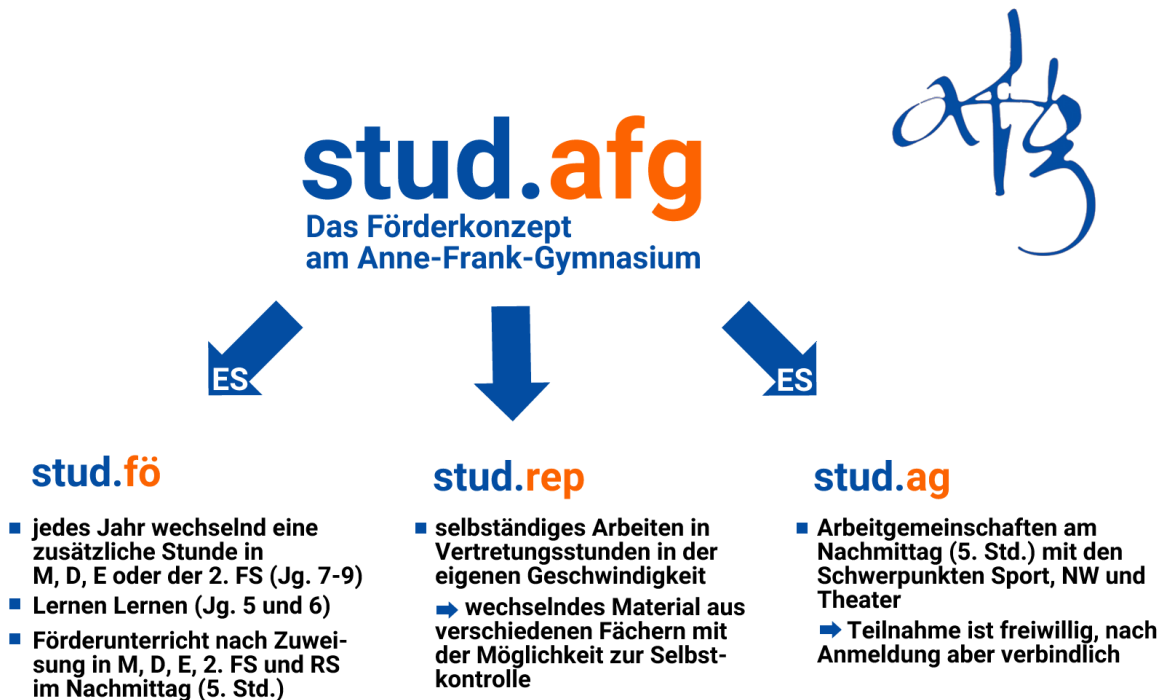 afg
stud.afg
Das Förderkonzept
am Anne-Frank-Gymnasium
ES
ES
stud.fö
jedes Jahr wechselnd eine
zusätzliche Stunde in
M, D, E oder der 2. FS (Jg. 7-9)
Lernen Lernen (Jg. 5 und 6)
Förderunterricht nach Zuwei-
sung in M, D, E, 2. FS und RS
im Nachmittag (5. Std.)
stud.rep
selbständiges Arbeiten in
Vertretungsstunden in der
eigenen Geschwindigkeit
wechselndes Material aus
verschiedenen Fächern mit
der Möglichkeit zur Selbst-
kontrolle
stud.ag
Arbeitgemeinschaften am
Nachmittag (5. Std.) mit den
Schwerpunkten Sport, NW und
Theater
Teilnahme ist freiwillig, nach
Anmeldung aber verbindlich